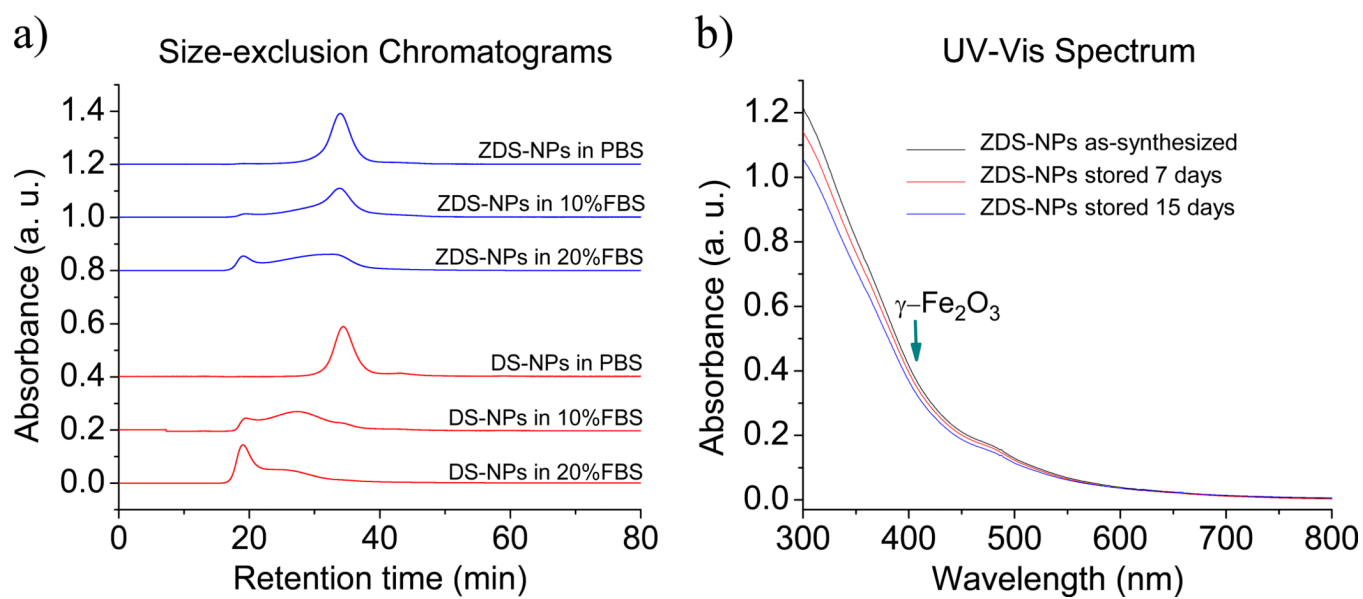 a)
Size-exclusion Chromatograms
Absorbance (a. u.)
1.4
1.2
1.0
0.8
0.6
0.4
0.2
0.0
ZDS-NPs in PBS
ZDS-NPs in 10%FBS
ZDS-NPs in 20%FBS
DS-NPs in PBS
DS-NPs in 10%FBS
DS-NPs in 20%FBS
0 20 40 60 80
Retention time (min)
b)
UV-Vis Spectrum
Absorbance (a. u.)
1.2
1.0
0.8
0.6
0.4
0.2
0.0
ZDS-NPs as-synthesized
ZDS-NPs stored 7 days
ZDS-NPs stored 15 days
γ–Fe₂O₃
300 400 500 600 700 800
Wavelength (nm)